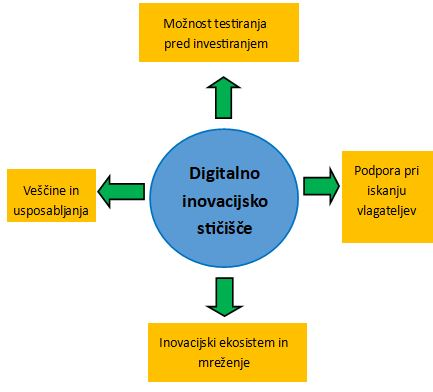 Možnost testiranja
pred investiranjem
Digitalno
inovacijsko
stičišče
Veščine in
usposabljanja
Podpora pri
iskanju
vlagateljev
Inovacijski ekosistem in
mreženje